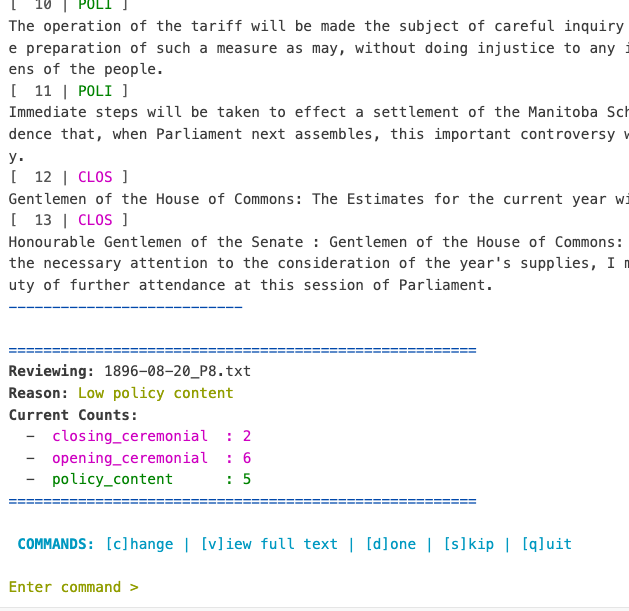 [  10 | POLI ]
The operation of the tariff will be made the subject of careful inquiry
e preparation of such a measure as may, without doing injustice to any
ens of the people.
[  11 | POLI ]
Immediate steps will be taken to effect a settlement of the Manitoba
dence that, when Parliament next assembles, this important controversy
y.
[  12 | CLOS ]
Gentlemen of the House of Commons: The Estimates for the current year
[  13 | CLOS ]
Honourable Gentlemen of the Senate : Gentlemen of the House of Commons:
the necessary attention to the consideration of the year's supplies, I
uty of further attendance at this session of Parliament.
---------------------------
======================================================
Reviewing: 1896-08-20_P8.txt
Reason: Low policy content
Current Counts:
  -  closing_ceremonial  : 2
  -  opening_ceremonial  : 6
  -  policy_content      : 5
======================================================
COMMANDS: [c]hange | [v]iew full text | [d]one | [s]kip | [q]uit
Enter command >